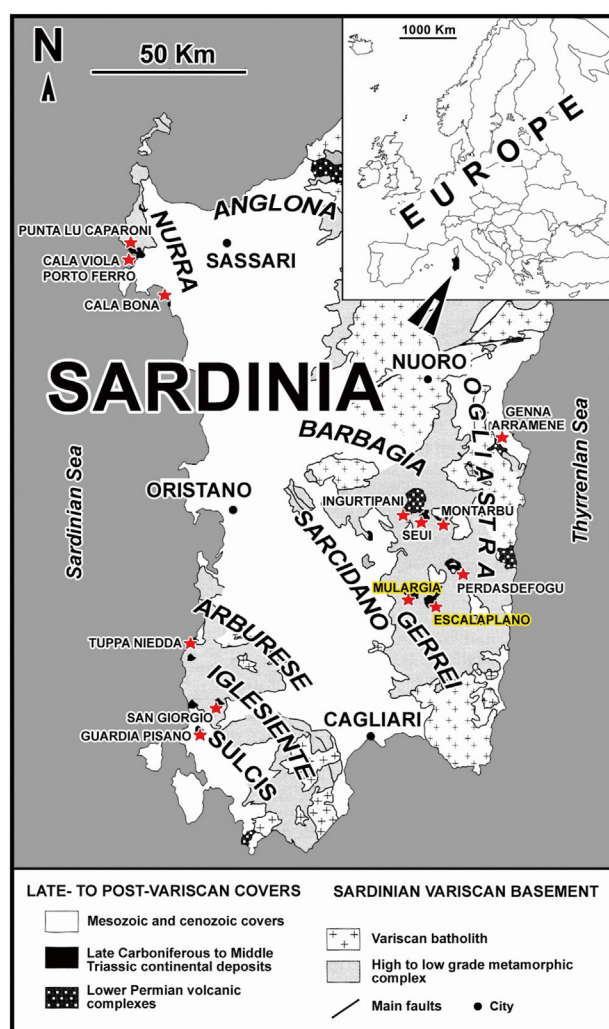 N
50 Km
1000 Km
EUROPE
ANGLONA
PUNTA LU CAPARONI
NURRA
SASSARI
CALA VIOLA
PORTO FERRO
CALA BONA
NUORO
SARDINIA
OGLIASTRA
GENNA
ARRAMENE
BARBAGIA
Sardinian Sea
Thyrrenian Sea
ORISTANO
INGURTIPANI
MONTARBU
SEUI
SARCIDANO
PERDASDEFOGU
MULARGIA
ESCALAPLANO
GERREI
ARBURESE
TUPPA NIEDDA
IGLESIENTE
SAN GIORGIO
GUARDIA PISANO
SULCIS
CAGLIARI
LATE- TO POST-VARISCAN COVERS
Mesozoic and cenozoic covers
Late Carboniferous to Middle
Triassic continental deposits
Lower Permian volcanic
complexes
SARDINIAN VARISCAN BASEMENT
Variscan batholith
High to low grade metamorphic
complex
Main faults
City